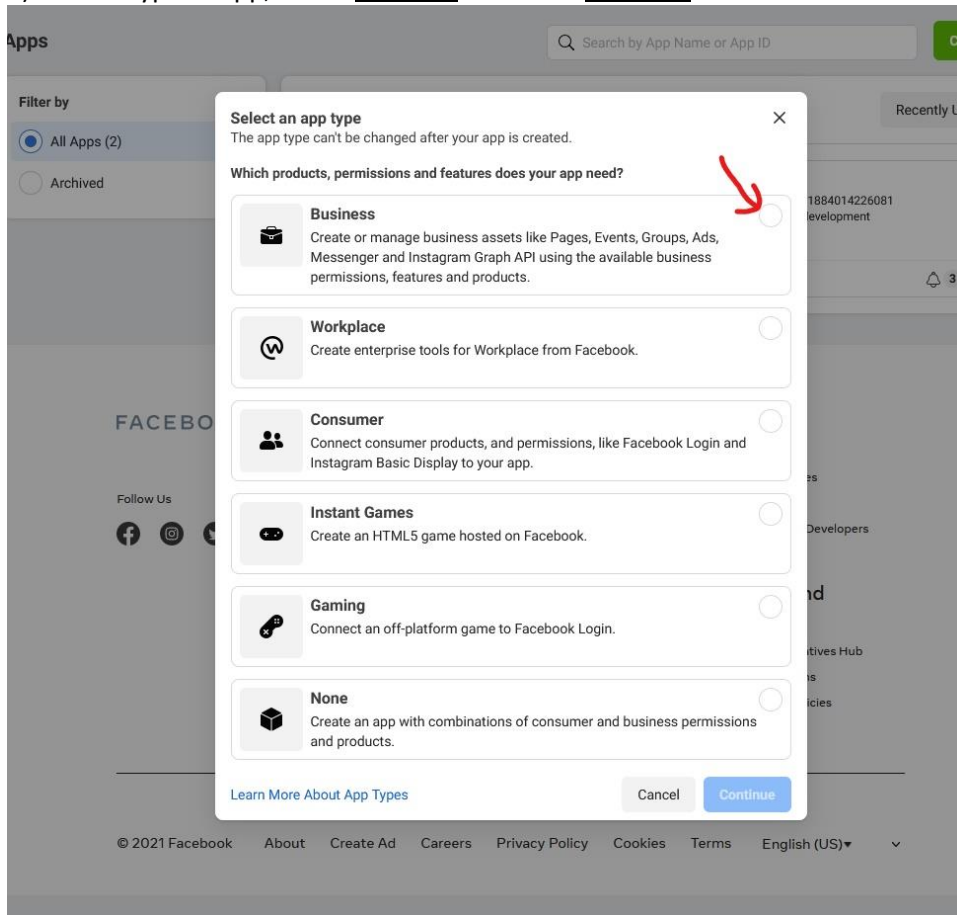 Apps
Search by App Name or App ID
Filter by
All Apps (2)
Archived
Recently U
Select an app type
The app type can't be changed after your app is created.
Which products, permissions and features does your app need?
Business
Create or manage business assets like Pages, Events, Groups, Ads,
Messenger and Instagram Graph API using the available business
permissions, features and products.
Workplace
Create enterprise tools for Workplace from Facebook.
Consumer
Connect consumer products, and permissions, like Facebook Login and
Instagram Basic Display to your app.
Instant Games
Create an HTML5 game hosted on Facebook.
Gaming
Connect an off-platform game to Facebook Login.
None
Create an app with combinations of consumer and business permissions
and products.
Learn More About App Types
Cancel
Continue
1884014226081
evelopment
3
FACEBO
Follow Us
es
Developers
nd
atives Hub
ns
icies
© 2021 Facebook About Create Ad Careers Privacy Policy Cookies Terms English (US)